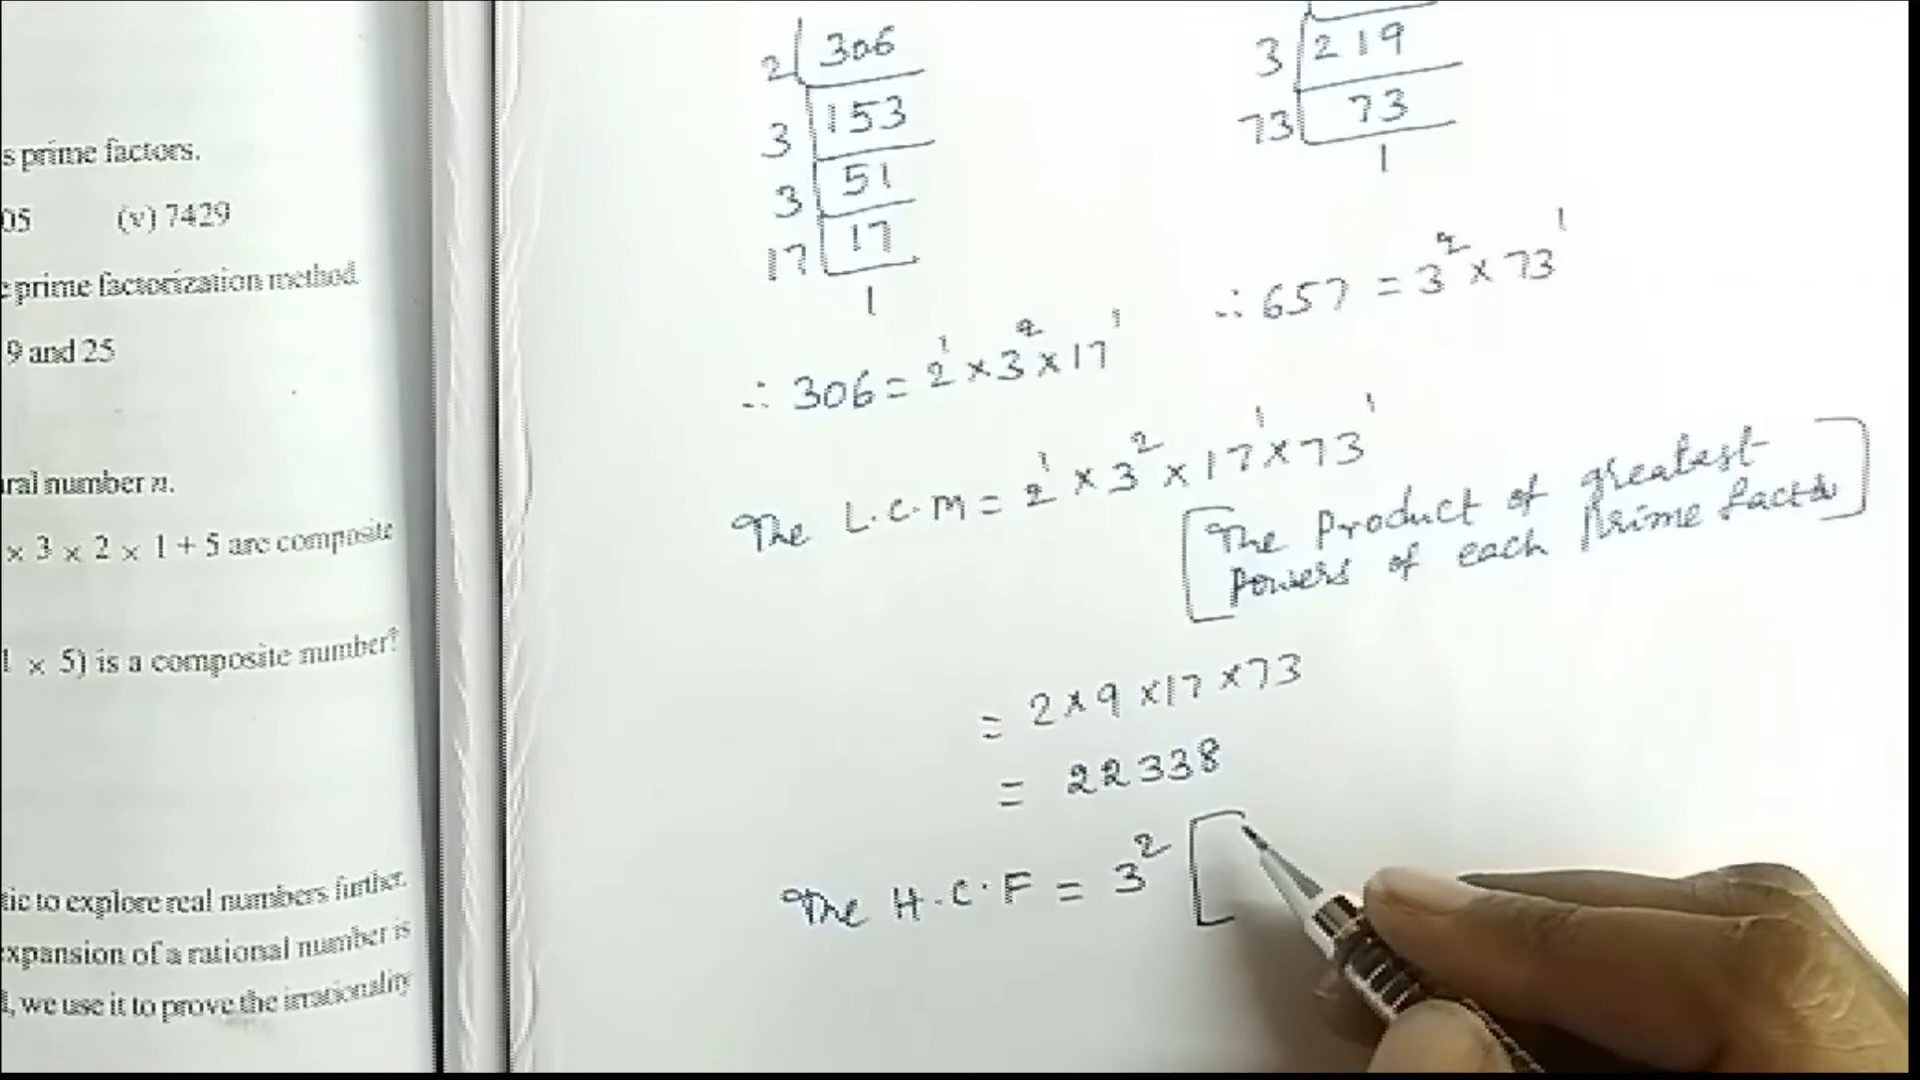 s prime factors.
05 (v) 7429
prime factorization method.
9 and 25
ral number n.
× 3 × 2 × 1 + 5 are composite
1 × 5) is a composite number?
tic to explore real numbers further.
expansion of a rational number is
, we use it to prove the irrationality
2 306
3 153
3 51
17 17
1
3 219
73 73
1
∴ 657 = 3² × 73¹
∴ 306 = 2¹ × 3² × 17¹
The L.C.M = 2¹ × 3² × 17¹ × 73¹
[The Product of greatest
Powers of each Prime facts]
= 2 × 9 × 17 × 73
= 22338
The H.C.F = 3² [